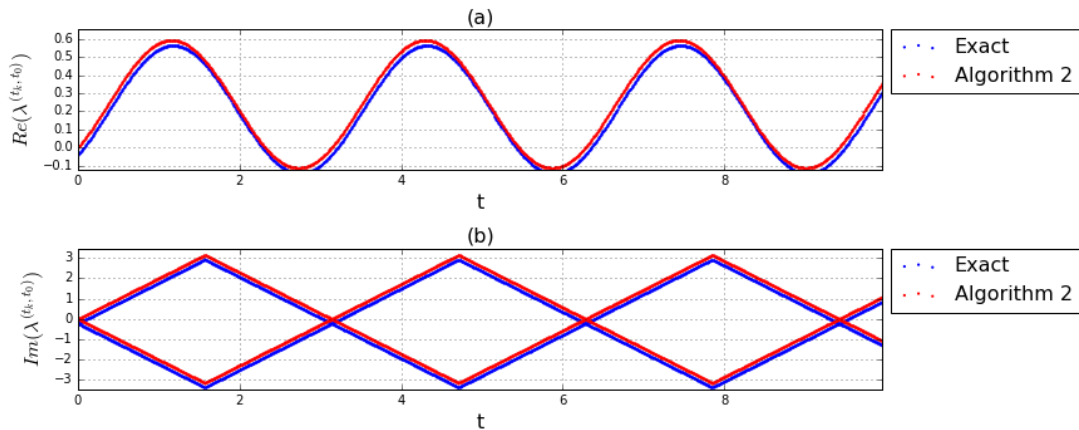 (a)
Re(λ^(t_k,t_0))
0.6
0.5
0.4
0.3
0.2
0.1
0.0
−0.1
0 2 4 6 8
t
Exact
Algorithm 2
(b)
Im(λ^(t_k,t_0))
3
2
1
0
−1
−2
−3
0 2 4 6 8
t
Exact
Algorithm 2